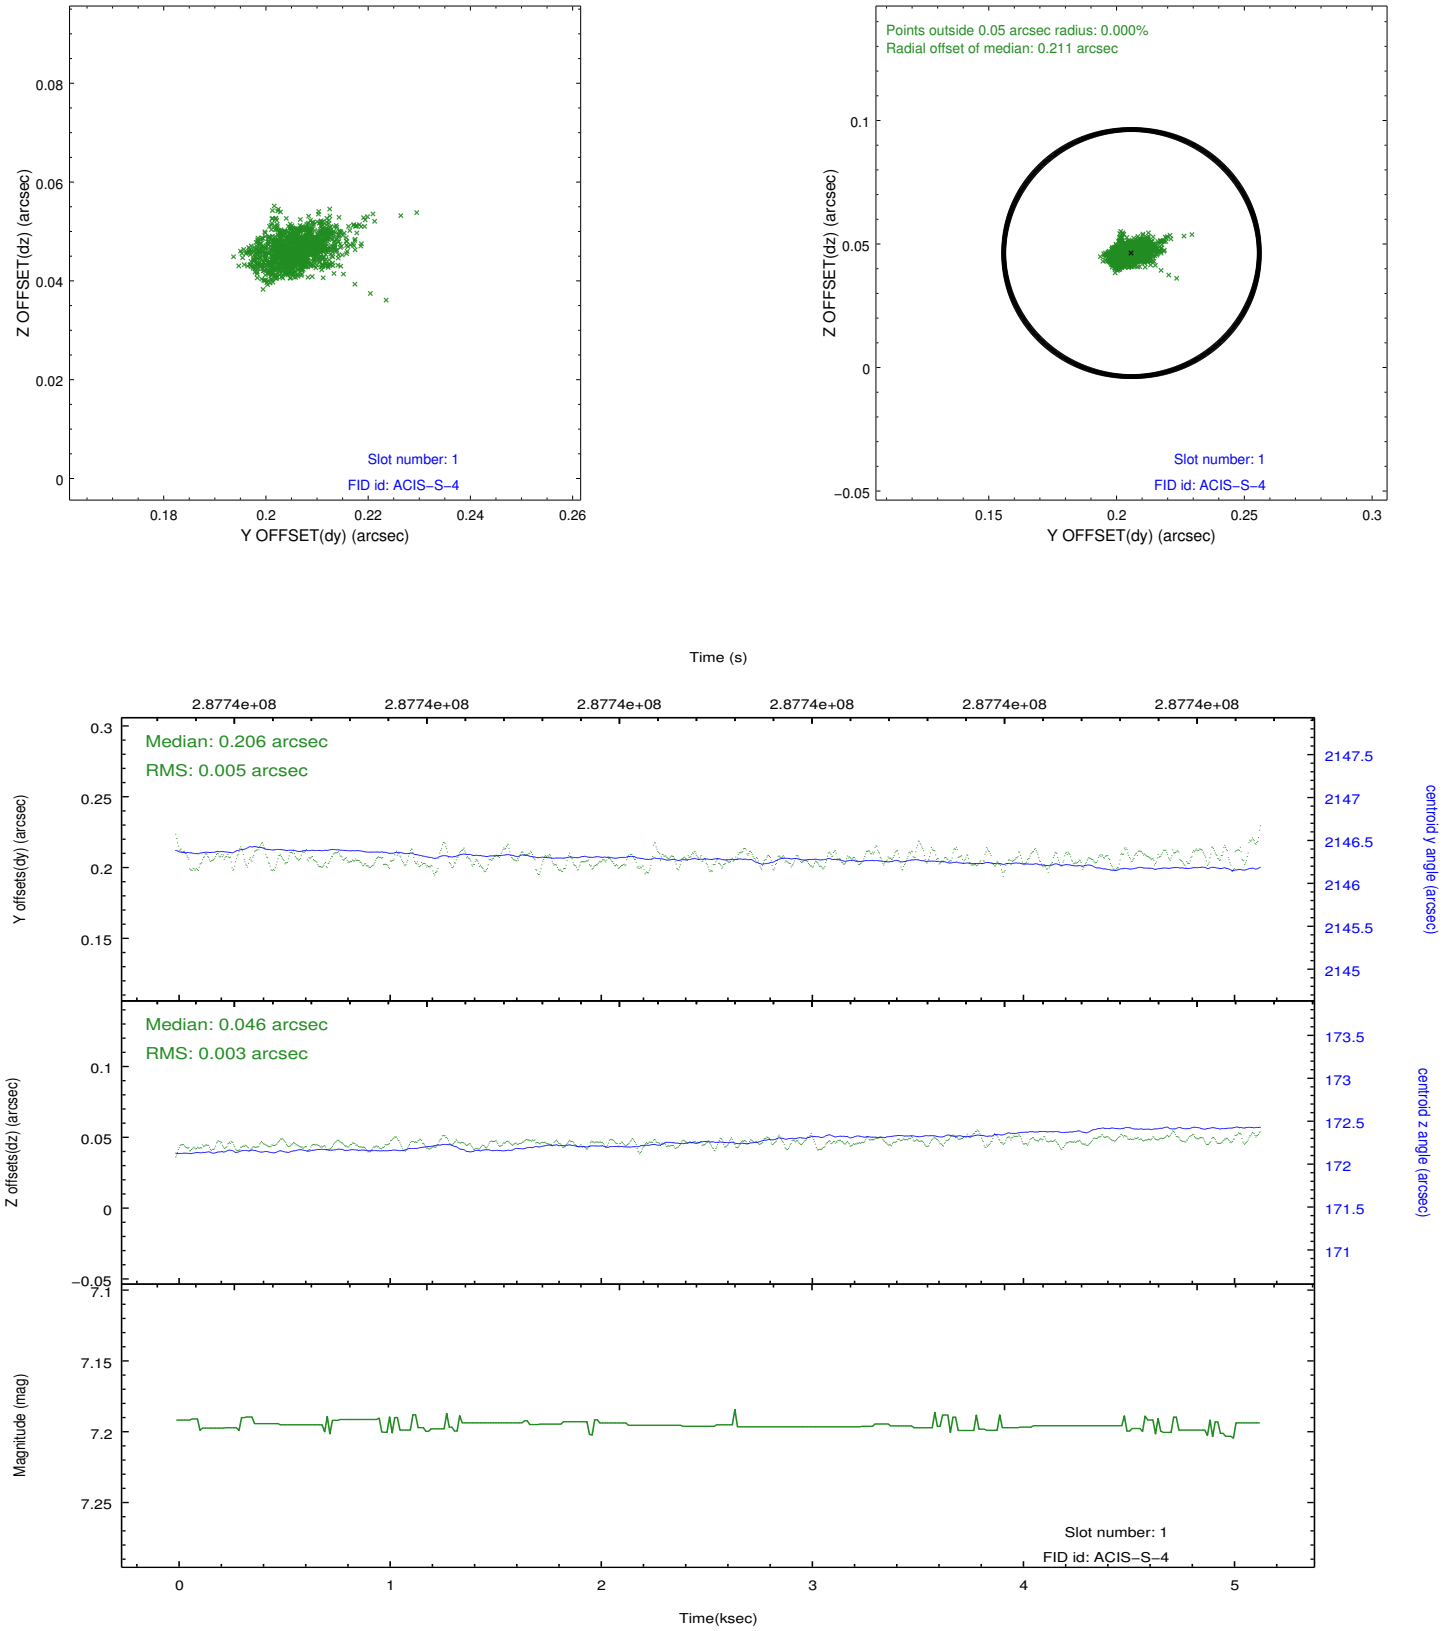 0.08
0.06
0.04
0.02
0
Z OFFSET(dz) (arcsec)
Slot number: 1
FID id: ACIS−S−4
0.18
0.2
0.22
0.24
0.26
Y OFFSET(dy) (arcsec)
Points outside 0.05 arcsec radius: 0.000%
Radial offset of median: 0.211 arcsec
0.1
0.05
0
−0.05
Z OFFSET(dz) (arcsec)
Slot number: 1
FID id: ACIS−S−4
0.15
0.2
0.25
0.3
Y OFFSET(dy) (arcsec)
Time (s)
2.8774e+08
2.8774e+08
2.8774e+08
2.8774e+08
2.8774e+08
2.8774e+08
Median: 0.206 arcsec
RMS: 0.005 arcsec
0.3
0.25
0.2
0.15
Y offsets(dy) (arcsec)
2147.5
2147
2146.5
2146
2145.5
2145
centroid y angle (arcsec)
Median: 0.046 arcsec
RMS: 0.003 arcsec
0.1
0.05
0
−0.05
Z offsets(dz) (arcsec)
173.5
173
172.5
172
171.5
171
centroid z angle (arcsec)
7.1
7.15
7.2
7.25
Magnitude (mag)
Slot number: 1
FID id: ACIS−S−4
0
1
2
3
4
5
Time(ksec)